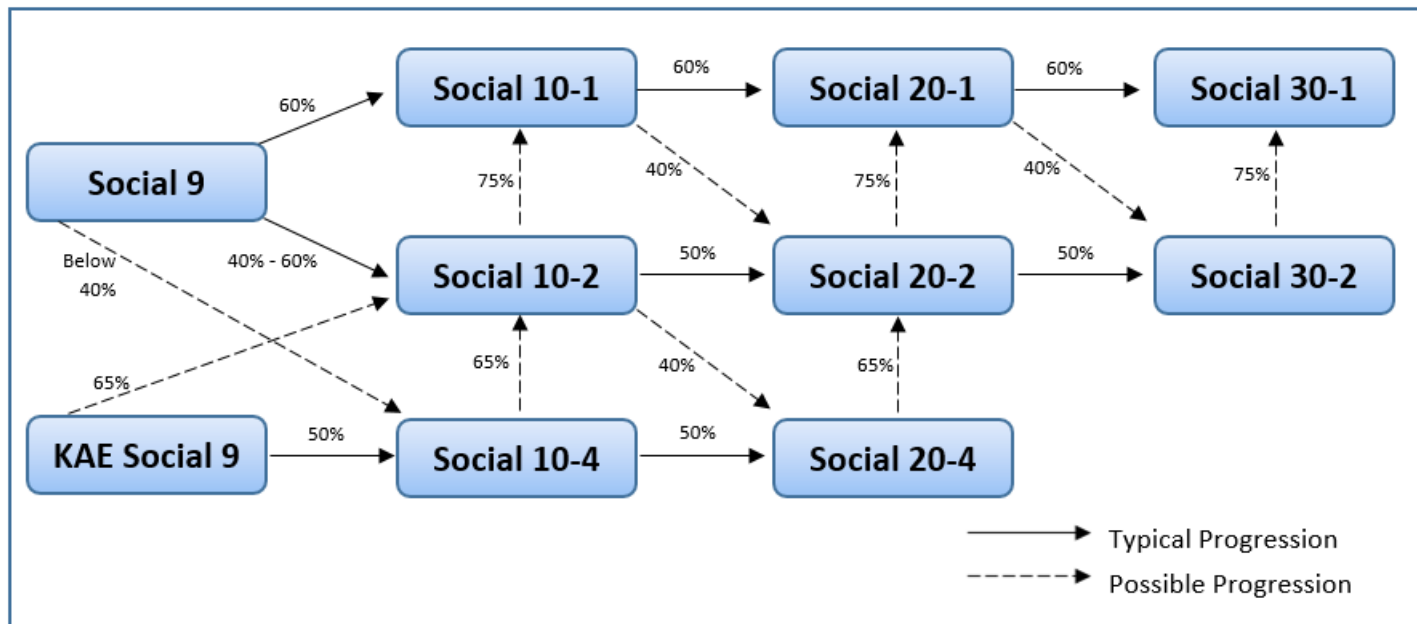 Social 10-1
60%
Social 20-1
60%
Social 30-1
60%
Social 9
75%
40%
75%
40%
75%
Below
40%
40% - 60%
Social 10-2
50%
Social 20-2
50%
Social 30-2
65%
65%
40%
65%
KAE Social 9
50%
Social 10-4
50%
Social 20-4
Typical Progression
Possible Progression